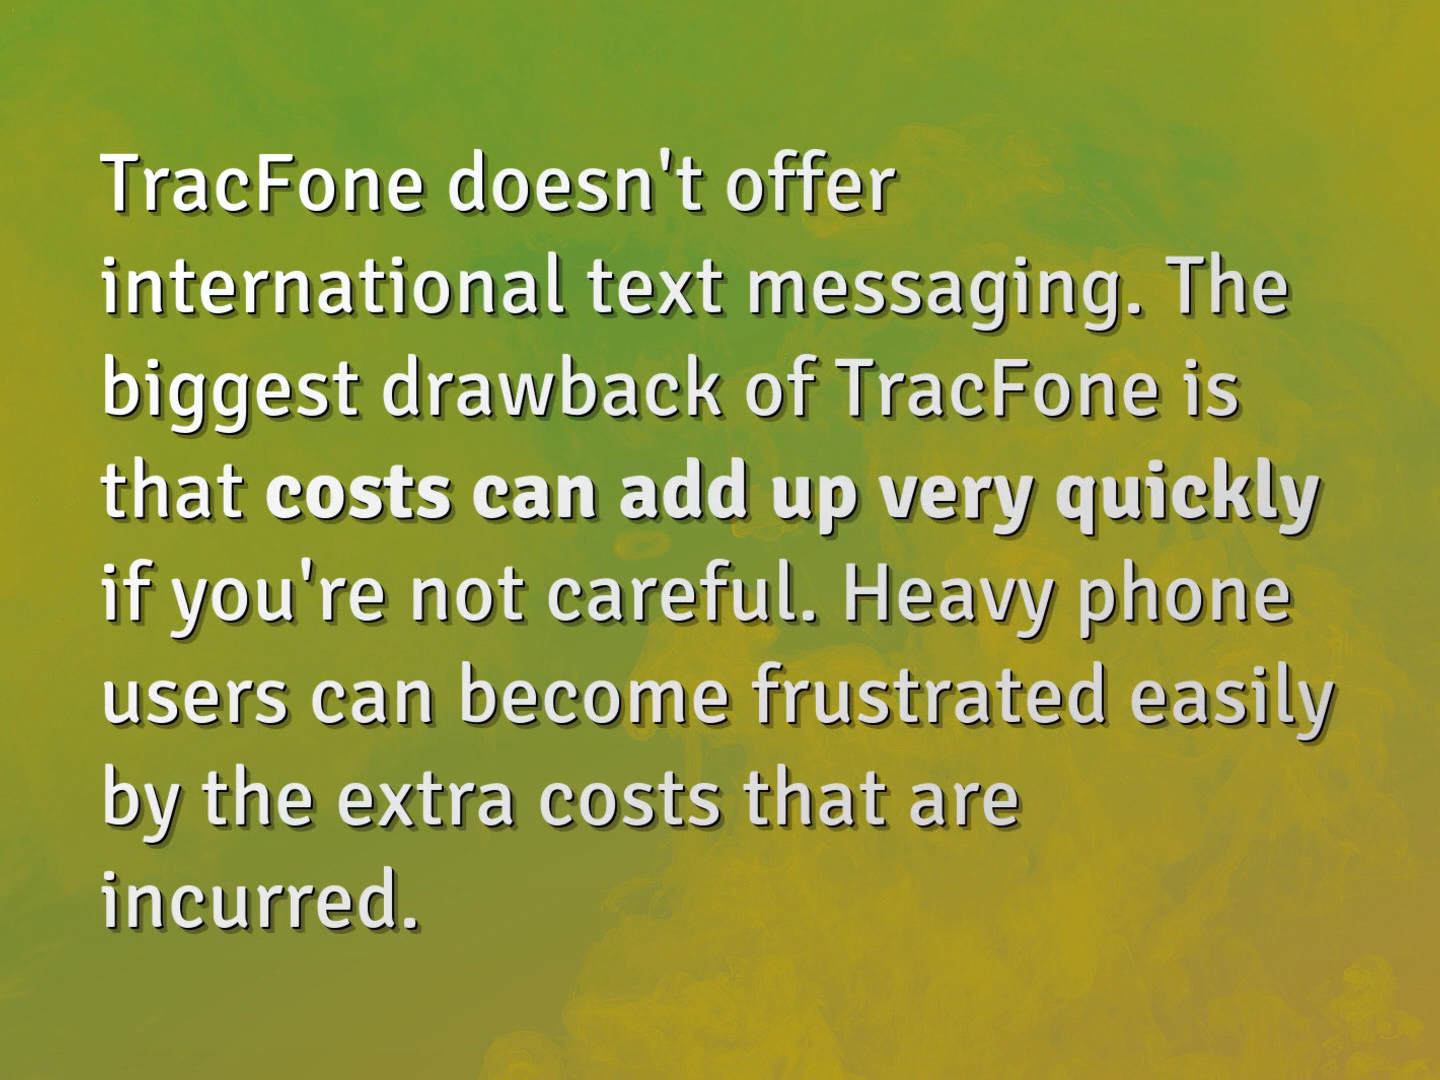 TracFone doesn't offer
international text messaging. The
biggest drawback of TracFone is
that costs can add up very quickly
if you're not careful. Heavy phone
users can become frustrated easily
by the extra costs that are
incurred.